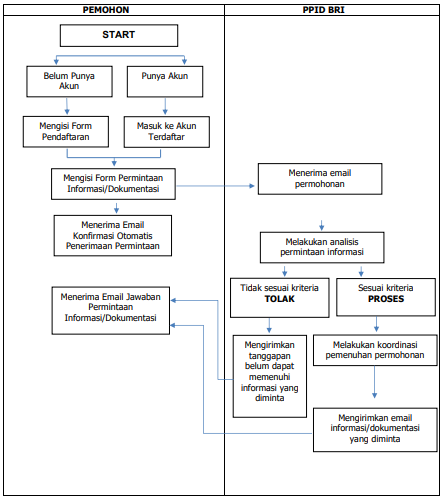 PEMOHON
PPID BRI
START
Belum Punya
Akun
Punya Akun
Mengisi Form
Pendaftaran
Masuk ke Akun
Terdaftar
Mengisi Form Permintaan
Informasi/Dokumentasi
Menerima email
permohonan
Menerima Email
Konfirmasi Otomatis
Penerimaan Permintaan
Melakukan analisis
permintaan informasi
Tidak sesuai kriteria
TOLAK
Sesuai kriteria
PROSES
Menerima Email Jawaban
Permintaan
Informasi/Dokumentasi
Mengirimkan
tanggapan
belum dapat
memenuhi
informasi yang
diminta
Melakukan koordinasi
pemenuhan permohonan
Mengirimkan email
informasi/dokumentasi
yang diminta